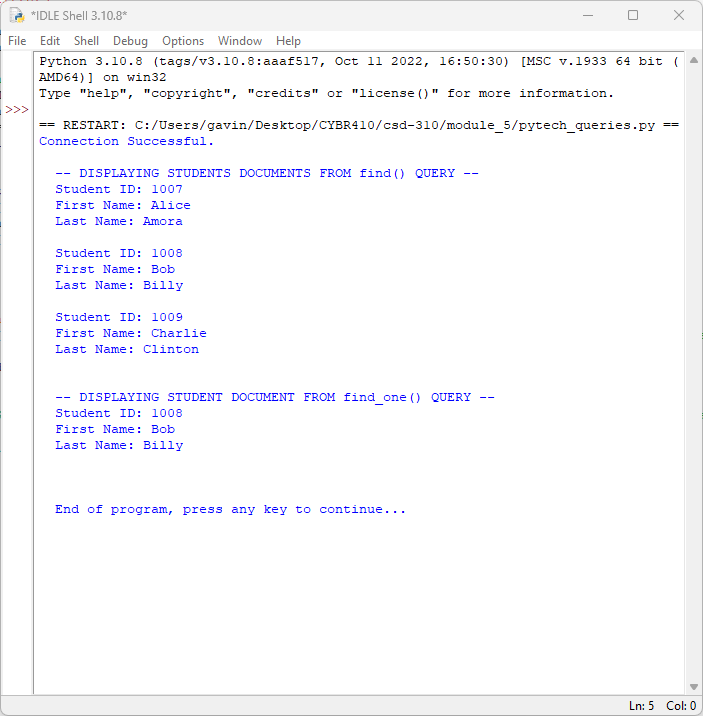 *IDLE Shell 3.10.8*
File Edit Shell Debug Options Window Help
Python 3.10.8 (tags/v3.10.8:aaaf517, Oct 11 2022, 16:50:30) [MSC v.1933 64 bit (
AMD64)] on win32
Type "help", "copyright", "credits" or "license()" for more information.
>>>
== RESTART: C:/Users/gavin/Desktop/CYBR410/csd-310/module_5/pytech_queries.py ==
Connection Successful.
-- DISPLAYING STUDENTS DOCUMENTS FROM find() QUERY --
Student ID: 1007
First Name: Alice
Last Name: Amora
Student ID: 1008
First Name: Bob
Last Name: Billy
Student ID: 1009
First Name: Charlie
Last Name: Clinton
-- DISPLAYING STUDENT DOCUMENT FROM find_one() QUERY --
Student ID: 1008
First Name: Bob
Last Name: Billy
End of program, press any key to continue...
Ln: 5 Col: 0